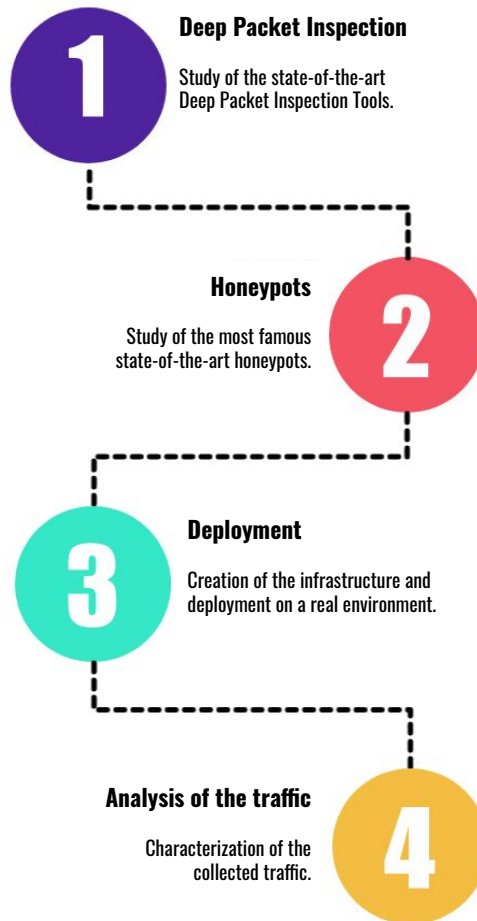 1
Deep Packet Inspection
Study of the state-of-the-art
Deep Packet Inspection Tools.
Honeypots
2
Study of the most famous
state-of-the-art honeypots.
3
Deployment
Creation of the infrastructure and
deployment on a real environment.
Analysis of the traffic
4
Characterization of the
collected traffic.